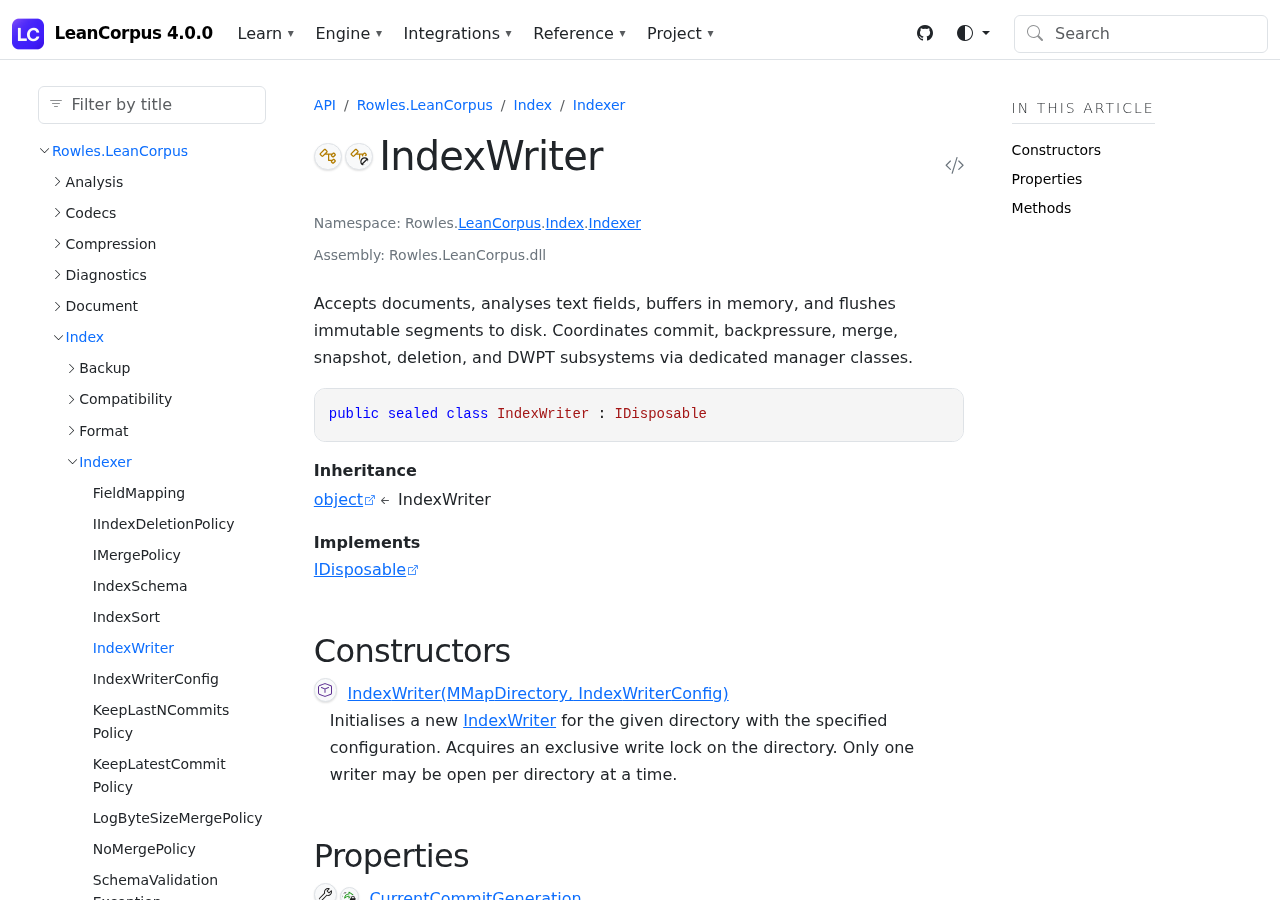 LC LeanCorpus 4.0.0 Learn Engine Integrations Reference Project Search
Filter by title
Rowles.LeanCorpus
Analysis
Codecs
Compression
Diagnostics
Document
Index
Backup
Compatibility
Format
Indexer
FieldMapping
IIndexDeletionPolicy
IMergePolicy
IndexSchema
IndexSort
IndexWriter
IndexWriterConfig
KeepLastNCommits
Policy
KeepLatestCommit
Policy
LogByteSizeMergePolicy
NoMergePolicy
SchemaValidation
Exception
API / Rowles.LeanCorpus / Index / Indexer
IndexWriter
Namespace: Rowles.LeanCorpus.Index.Indexer
Assembly: Rowles.LeanCorpus.dll
Accepts documents, analyses text fields, buffers in memory, and flushes
immutable segments to disk. Coordinates commit, backpressure, merge,
snapshot, deletion, and DWPT subsystems via dedicated manager classes.
public sealed class IndexWriter : IDisposable
Inheritance
object ← IndexWriter
Implements
IDisposable
Constructors
IndexWriter(MMapDirectory, IndexWriterConfig)
Initialises a new IndexWriter for the given directory with the specified
configuration. Acquires an exclusive write lock on the directory. Only one
writer may be open per directory at a time.
Properties
CurrentCommitGeneration
IN THIS ARTICLE
Constructors
Properties
Methods